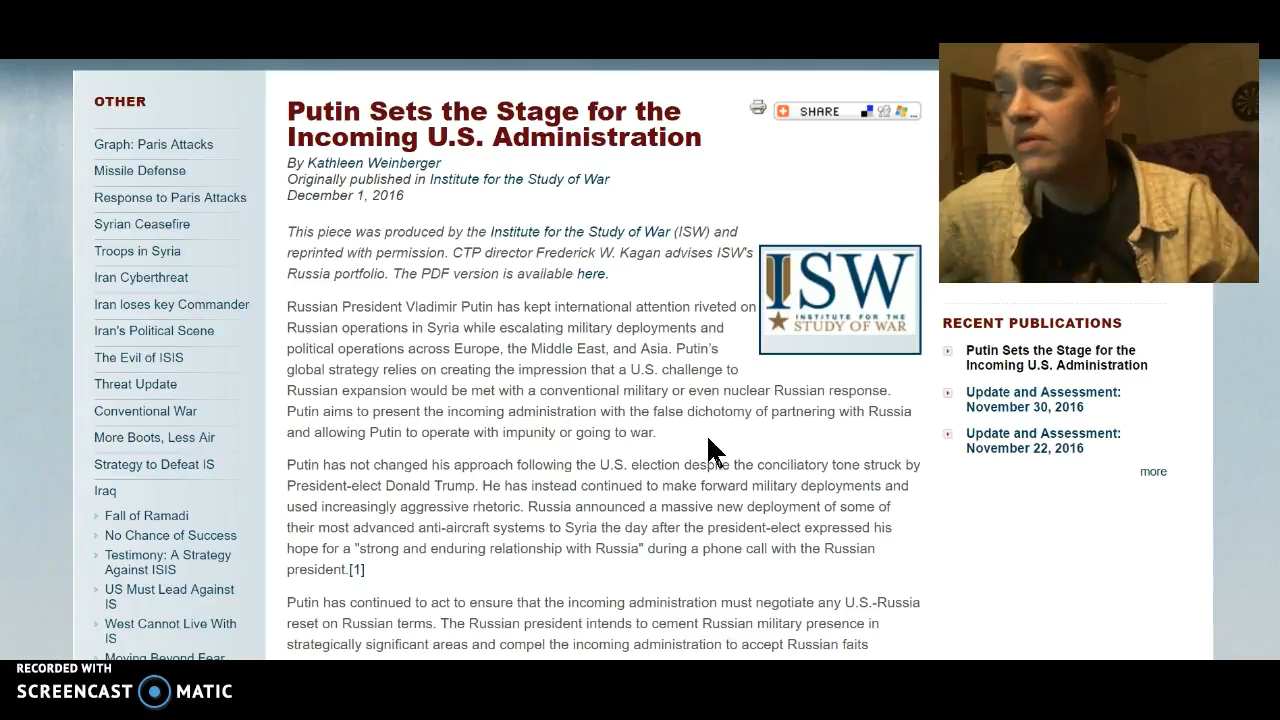 OTHER
Graph: Paris Attacks
Missile Defense
Response to Paris Attacks
Syrian Ceasefire
Troops in Syria
Iran Cyberthreat
Iran loses key Commander
Iran's Political Scene
The Evil of ISIS
Threat Update
Conventional War
More Boots, Less Air
Strategy to Defeat IS
Iraq
Fall of Ramadi
No Chance of Success
Testimony: A Strategy
Against ISIS
US Must Lead Against
IS
West Cannot Live With
IS
Moving Beyond Fear
Putin Sets the Stage for the
Incoming U.S. Administration
SHARE
...
By Kathleen Weinberger
Originally published in Institute for the Study of War
December 1, 2016
This piece was produced by the Institute for the Study of War (ISW) and
reprinted with permission. CTP director Frederick W. Kagan advises ISW's
Russia portfolio. The PDF version is available here.
ISW
INSTITUTE FOR THE
STUDY OF WAR
Russian President Vladimir Putin has kept international attention riveted on
Russian operations in Syria while escalating military deployments and
political operations across Europe, the Middle East, and Asia. Putin's
global strategy relies on creating the impression that a U.S. challenge to
Russian expansion would be met with a conventional military or even nuclear Russian response.
Putin aims to present the incoming administration with the false dichotomy of partnering with Russia
and allowing Putin to operate with impunity or going to war.
Putin has not changed his approach following the U.S. election despite the conciliatory tone struck by
President-elect Donald Trump. He has instead continued to make forward military deployments and
used increasingly aggressive rhetoric. Russia announced a massive new deployment of some of
their most advanced anti-aircraft systems to Syria the day after the president-elect expressed his
hope for a "strong and enduring relationship with Russia" during a phone call with the Russian
president.[1]
Putin has continued to act to ensure that the incoming administration must negotiate any U.S.-Russia
reset on Russian terms. The Russian president intends to cement Russian military presence in
strategically significant areas and compel the incoming administration to accept Russian faits
RECENT PUBLICATIONS
Putin Sets the Stage for the
Incoming U.S. Administration
Update and Assessment:
November 30, 2016
Update and Assessment:
November 22, 2016
more
RECORDED WITH
SCREENCAST MATIC